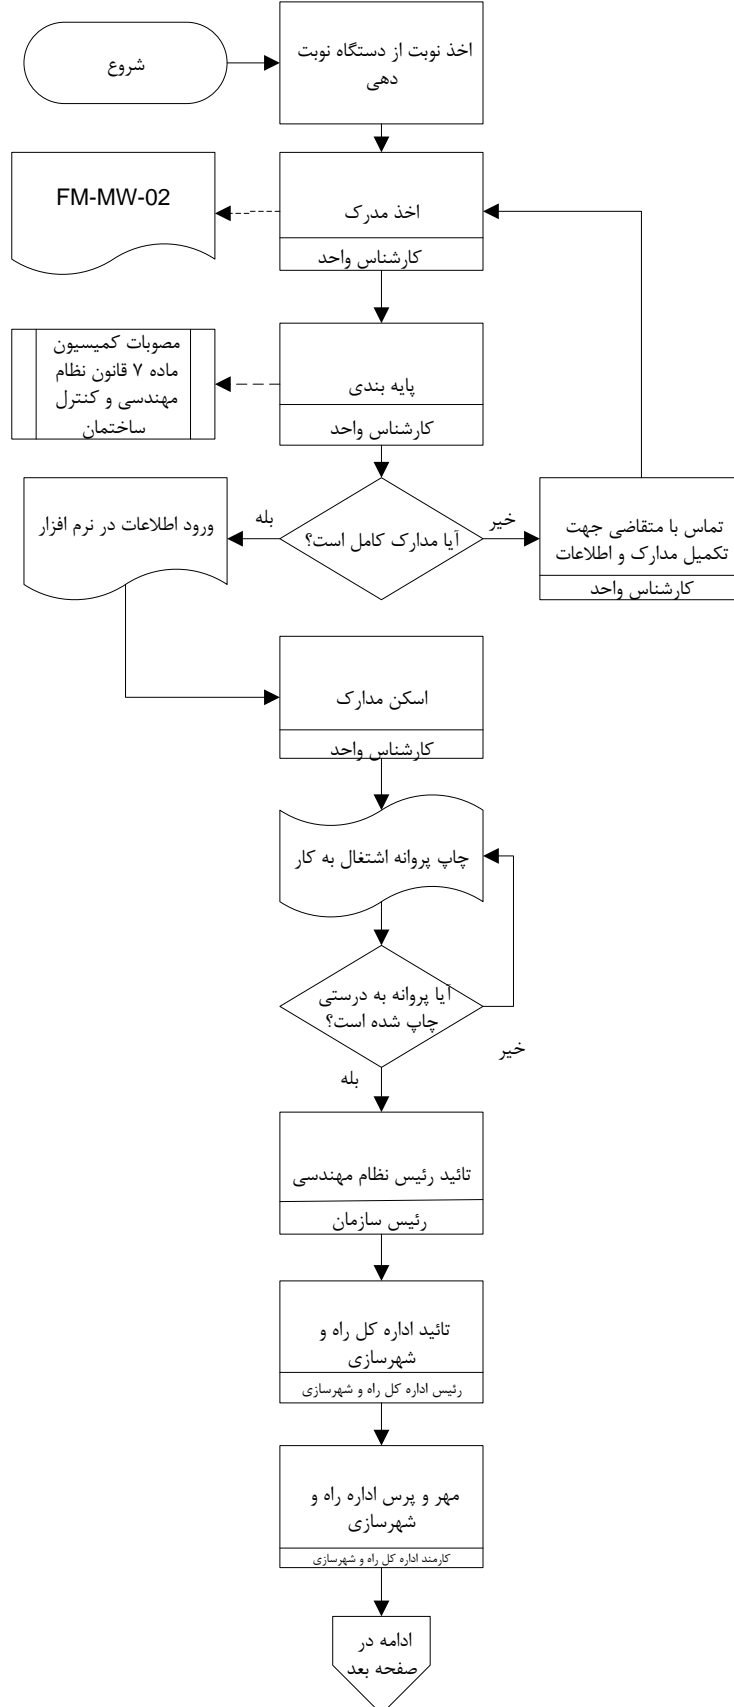 شروع
اخذ نوبت از دستگاه نوبت
دهی
اخذ مدرک
کارشناس واحد
FM-MW-02
پایه بندی
کارشناس واحد
مصوبات کمیسیون
ماده ۷ قانون نظام
مهندسی و کنترل
ساختمان
آیا مدارک کامل است؟
خیر
بله
تماس با متقاضی جهت
تکمیل مدارک و اطلاعات
کارشناس واحد
ورود اطلاعات در نرم افزار
اسکن مدارک
کارشناس واحد
چاپ پروانه اشتغال به کار
آیا پروانه به درستی
چاپ شده است؟
خیر
بله
تائید رئیس نظام مهندسی
رئیس سازمان
تائید اداره کل راه و
شهرسازی
رئیس اداره کل راه و شهرسازی
مهر و پرس اداره راه و
شهرسازی
کارمند اداره کل راه و شهرسازی
ادامه در
صفحه بعد